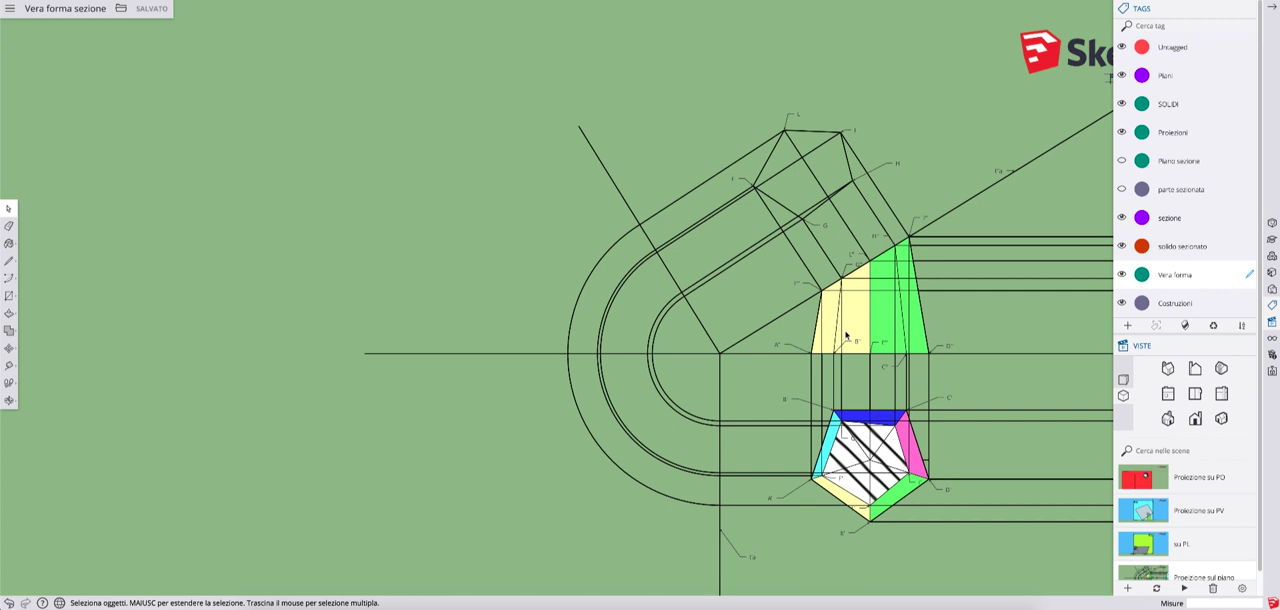 Vera forma sezione
SALVATO
TAGS
Cerca tag
Untagged
Piani
SOLIDI
Proiezioni
Piano sezione
parte sezionata
sezione
solido sezionato
Vera forma
Costruzioni
VISTE
Cerca nelle scene
Proiezione su PO
Proiezione su PV
su PL
Proeizione sul piano
Ske
L
I
H
G
A"
D"
B'
C'
A'
D
E'
t'a
Seleziona oggetti. MAIUSC per estendere la selezione. Trascina il mouse per selezione multipla.
Misure